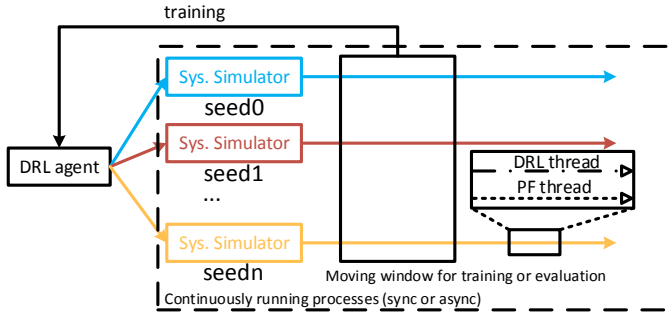 training
Sys. Simulator
seed0
Sys. Simulator
DRL agent
seed1
...
DRL thread
PF thread
Sys. Simulator
seedn
Moving window for training or evaluation
Continuously running processes (sync or async)